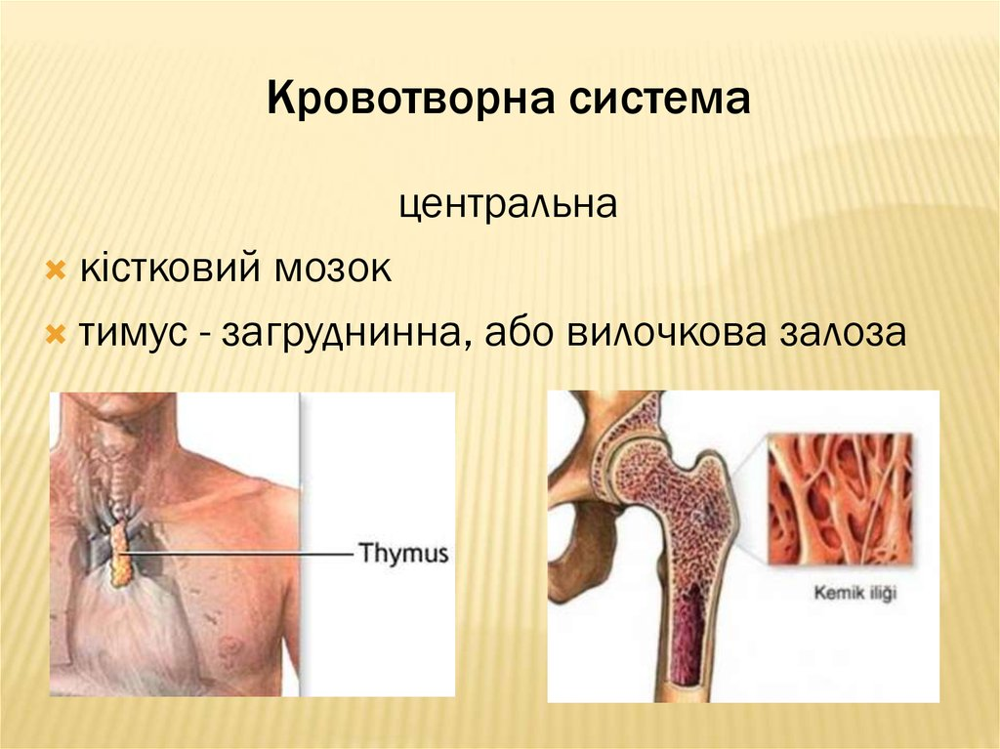 Кровотворна система
центральна
кістковий мозок
тимус - загруднинна, або вилочкова залоза
Thymus
Kemik iliği